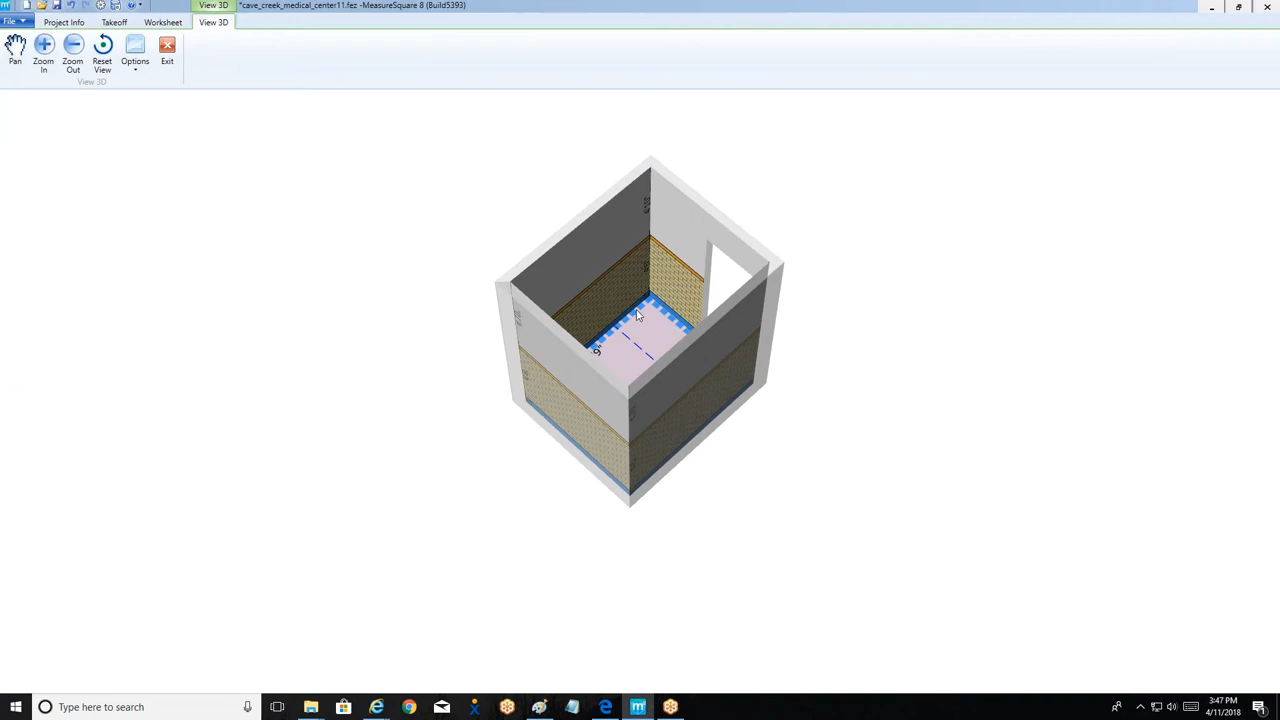 View 3D
*cave_creek_medical_center11.fez -MeasureSquare 8 (Build5393)
File
Project Info
Takeoff
Worksheet
View 3D
Pan
Zoom In
Zoom Out
Reset View
Options
Exit
View 3D
Type here to search
3:47 PM
4/11/2018